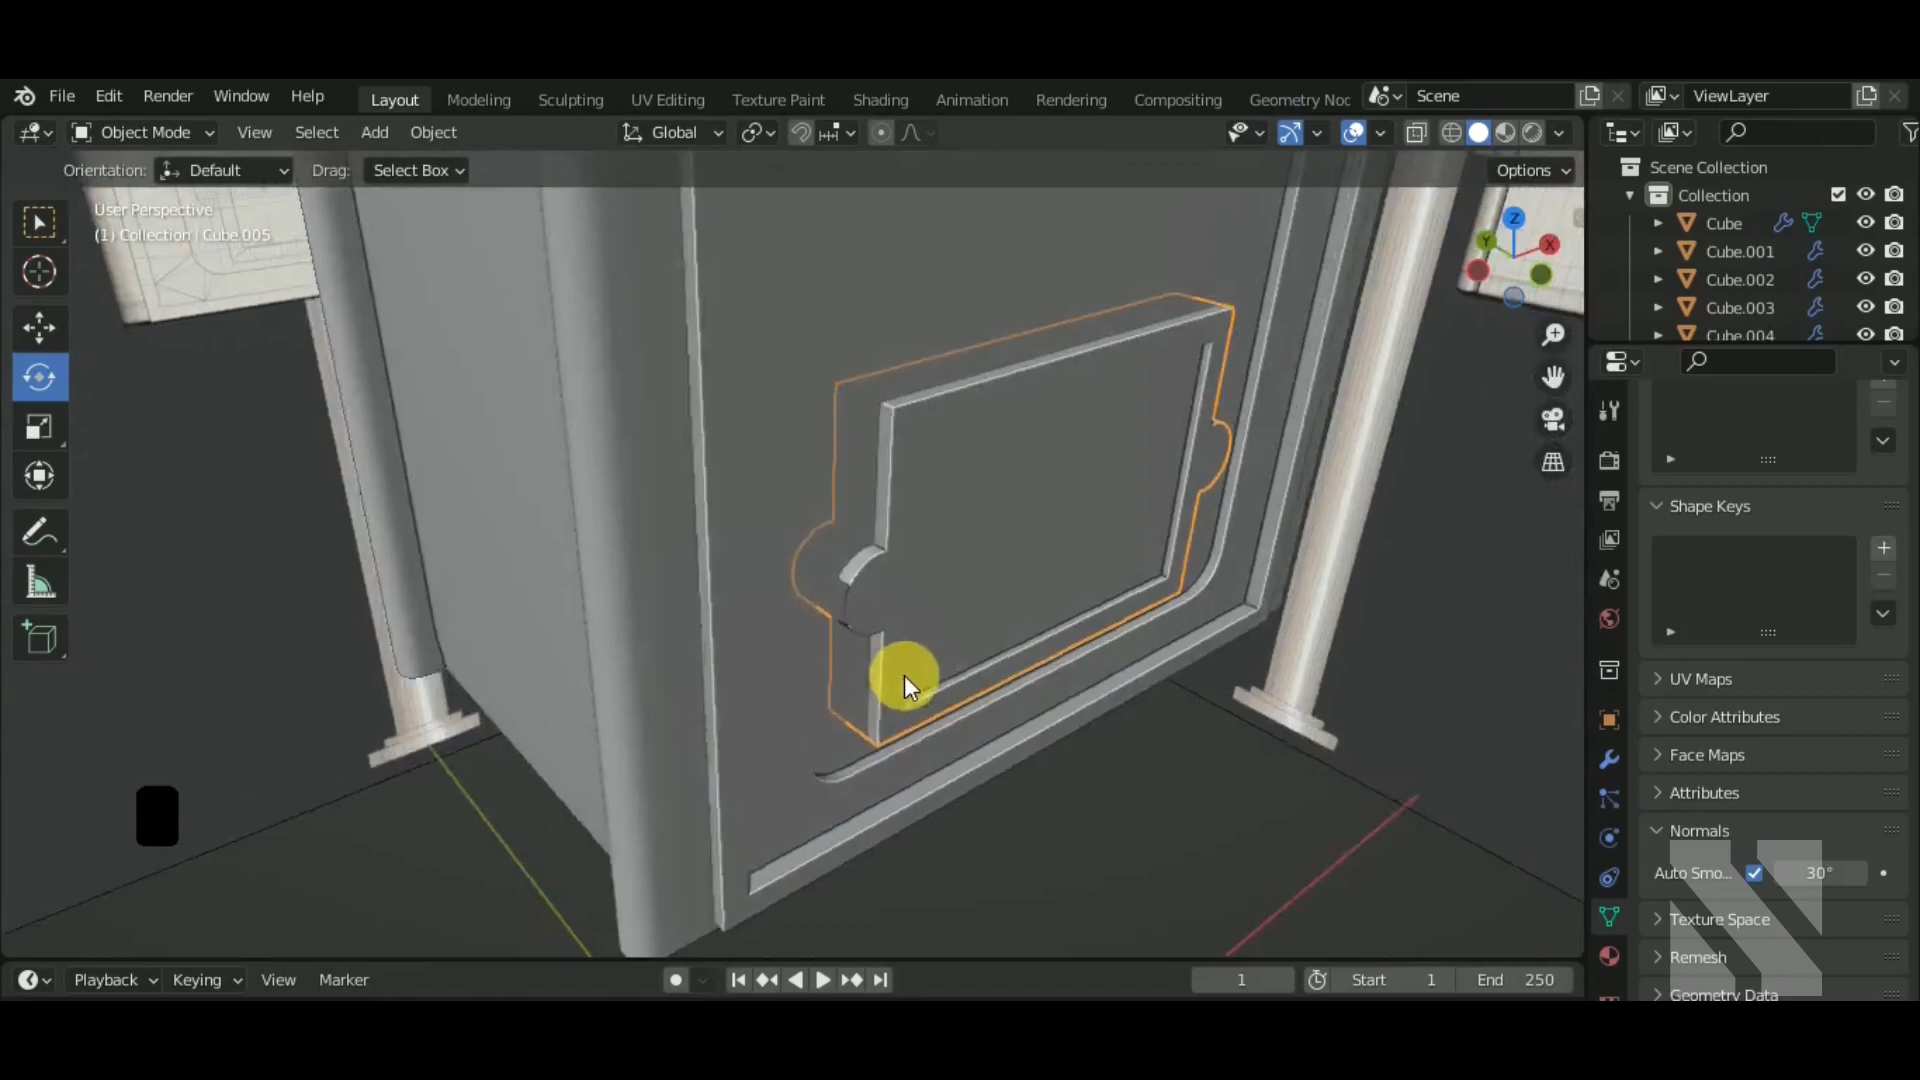 File Edit Render Window Help Layout Modeling Sculpting UV Editing Texture Paint Shading Animation Rendering Compositing Geometry Noc Scene ViewLayer
Object Mode View Select Add Object Global
Orientation: Default Drag: Select Box Options
User Perspective
(1) Collection | Cube.005
Scene Collection
Collection
Cube
Cube.001
Cube.002
Cube.003
Cube.004
Z
Y
X
Shape Keys
UV Maps
Color Attributes
Face Maps
Attributes
Normals
Auto Smo... 30°
Texture Space
Remesh
Geometry Data
Playback Keying View Marker 1 Start 1 End 250